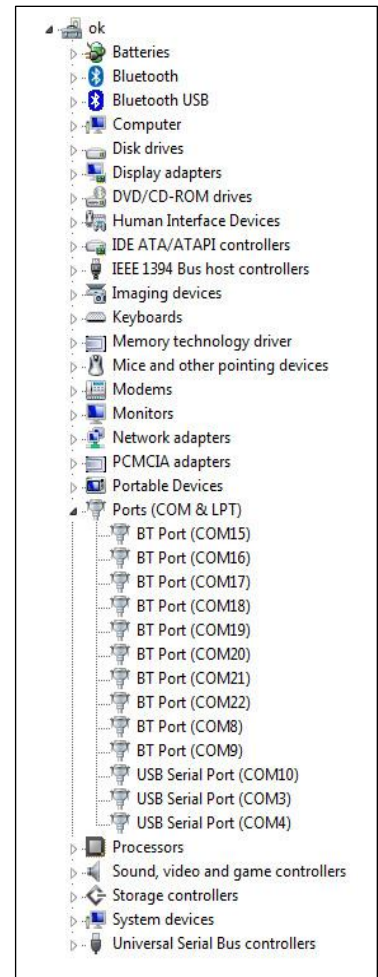 ok
Batteries
Bluetooth
Bluetooth USB
Computer
Disk drives
Display adapters
DVD/CD-ROM drives
Human Interface Devices
IDE ATA/ATAPI controllers
IEEE 1394 Bus host controllers
Imaging devices
Keyboards
Memory technology driver
Mice and other pointing devices
Modems
Monitors
Network adapters
PCMCIA adapters
Portable Devices
Ports (COM & LPT)
BT Port (COM15)
BT Port (COM16)
BT Port (COM17)
BT Port (COM18)
BT Port (COM19)
BT Port (COM20)
BT Port (COM21)
BT Port (COM22)
BT Port (COM8)
BT Port (COM9)
USB Serial Port (COM10)
USB Serial Port (COM3)
USB Serial Port (COM4)
Processors
Sound, video and game controllers
Storage controllers
System devices
Universal Serial Bus controllers